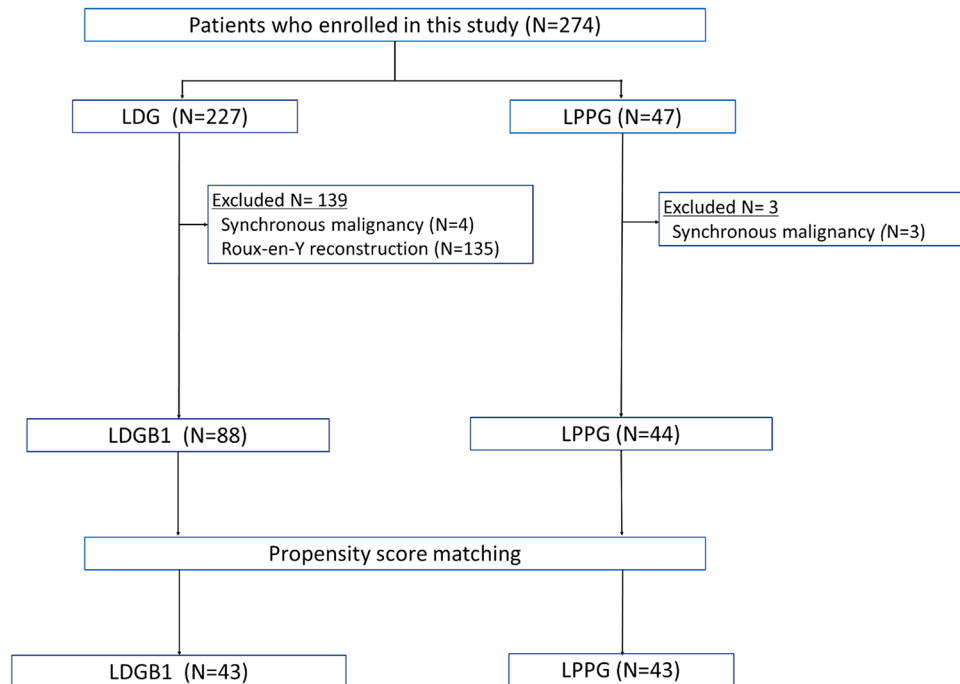 Patients who enrolled in this study (N=274)
LDG (N=227)
LPPG (N=47)
Excluded N= 139
Synchronous malignancy (N=4)
Roux-en-Y reconstruction (N=135)
Excluded N= 3
Synchronous malignancy (N=3)
LDGB1 (N=88)
LPPG (N=44)
Propensity score matching
LDGB1 (N=43)
LPPG (N=43)